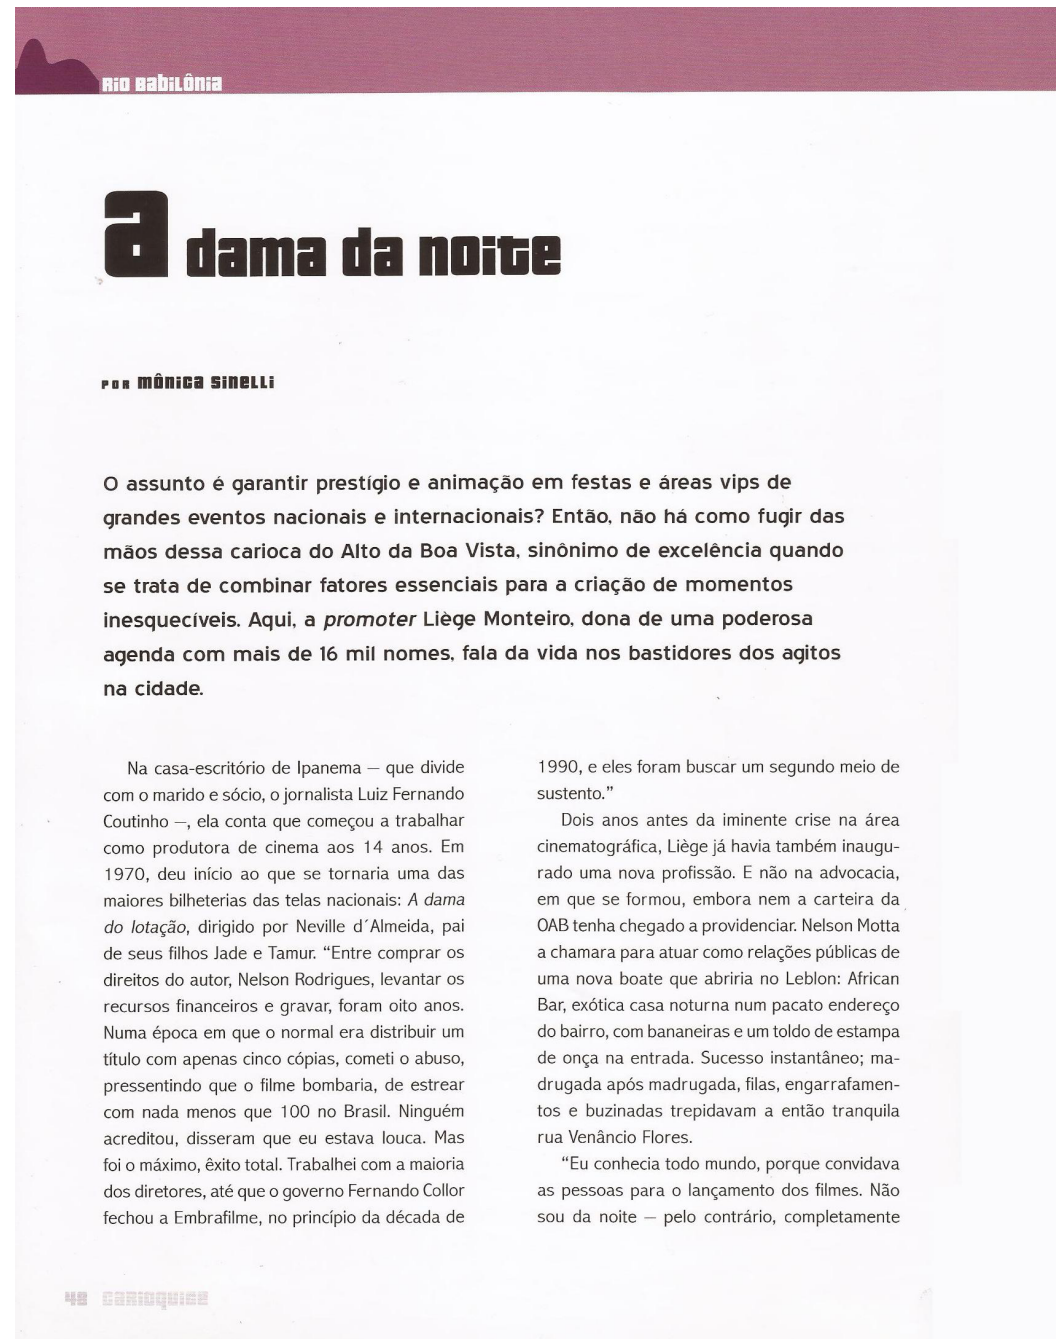 Rio Babilônia
a dama da noite
por mônica sinelli
O assunto é garantir prestígio e animação em festas e áreas vips de
grandes eventos nacionais e internacionais? Então, não há como fugir das
mãos dessa carioca do Alto da Boa Vista, sinônimo de excelência quando
se trata de combinar fatores essenciais para a criação de momentos
inesquecíveis. Aqui, a promoter Liège Monteiro, dona de uma poderosa
agenda com mais de 16 mil nomes, fala da vida nos bastidores dos agitos
na cidade.
Na casa-escritório de Ipanema — que divide
com o marido e sócio, o jornalista Luiz Fernando
Coutinho —, ela conta que começou a trabalhar
como produtora de cinema aos 14 anos. Em
1970, deu início ao que se tornaria uma das
maiores bilheterias das telas nacionais: A dama
do lotação, dirigido por Neville d´Almeida, pai
de seus filhos Jade e Tamur. “Entre comprar os
direitos do autor, Nelson Rodrigues, levantar os
recursos financeiros e gravar, foram oito anos.
Numa época em que o normal era distribuir um
título com apenas cinco cópias, cometi o abuso,
pressentindo que o filme bombaria, de estrear
com nada menos que 100 no Brasil. Ninguém
acreditou, disseram que eu estava louca. Mas
foi o máximo, êxito total. Trabalhei com a maioria
dos diretores, até que o governo Fernando Collor
fechou a Embrafilme, no princípio da década de
1990, e eles foram buscar um segundo meio de
sustento.”
Dois anos antes da iminente crise na área
cinematográfica, Liège já havia também inaugu-
rado uma nova profissão. E não na advocacia,
em que se formou, embora nem a carteira da
OAB tenha chegado a providenciar. Nelson Motta
a chamara para atuar como relações públicas de
uma nova boate que abriria no Leblon: African
Bar, exótica casa noturna num pacato endereço
do bairro, com bananeiras e um toldo de estampa
de onça na entrada. Sucesso instantâneo; ma-
drugada após madrugada, filas, engarrafamen-
tos e buzinadas trepidavam a então tranquila
rua Venâncio Flores.
“Eu conhecia todo mundo, porque convidava
as pessoas para o lançamento dos filmes. Não
sou da noite — pelo contrário, completamente
48 carioquice